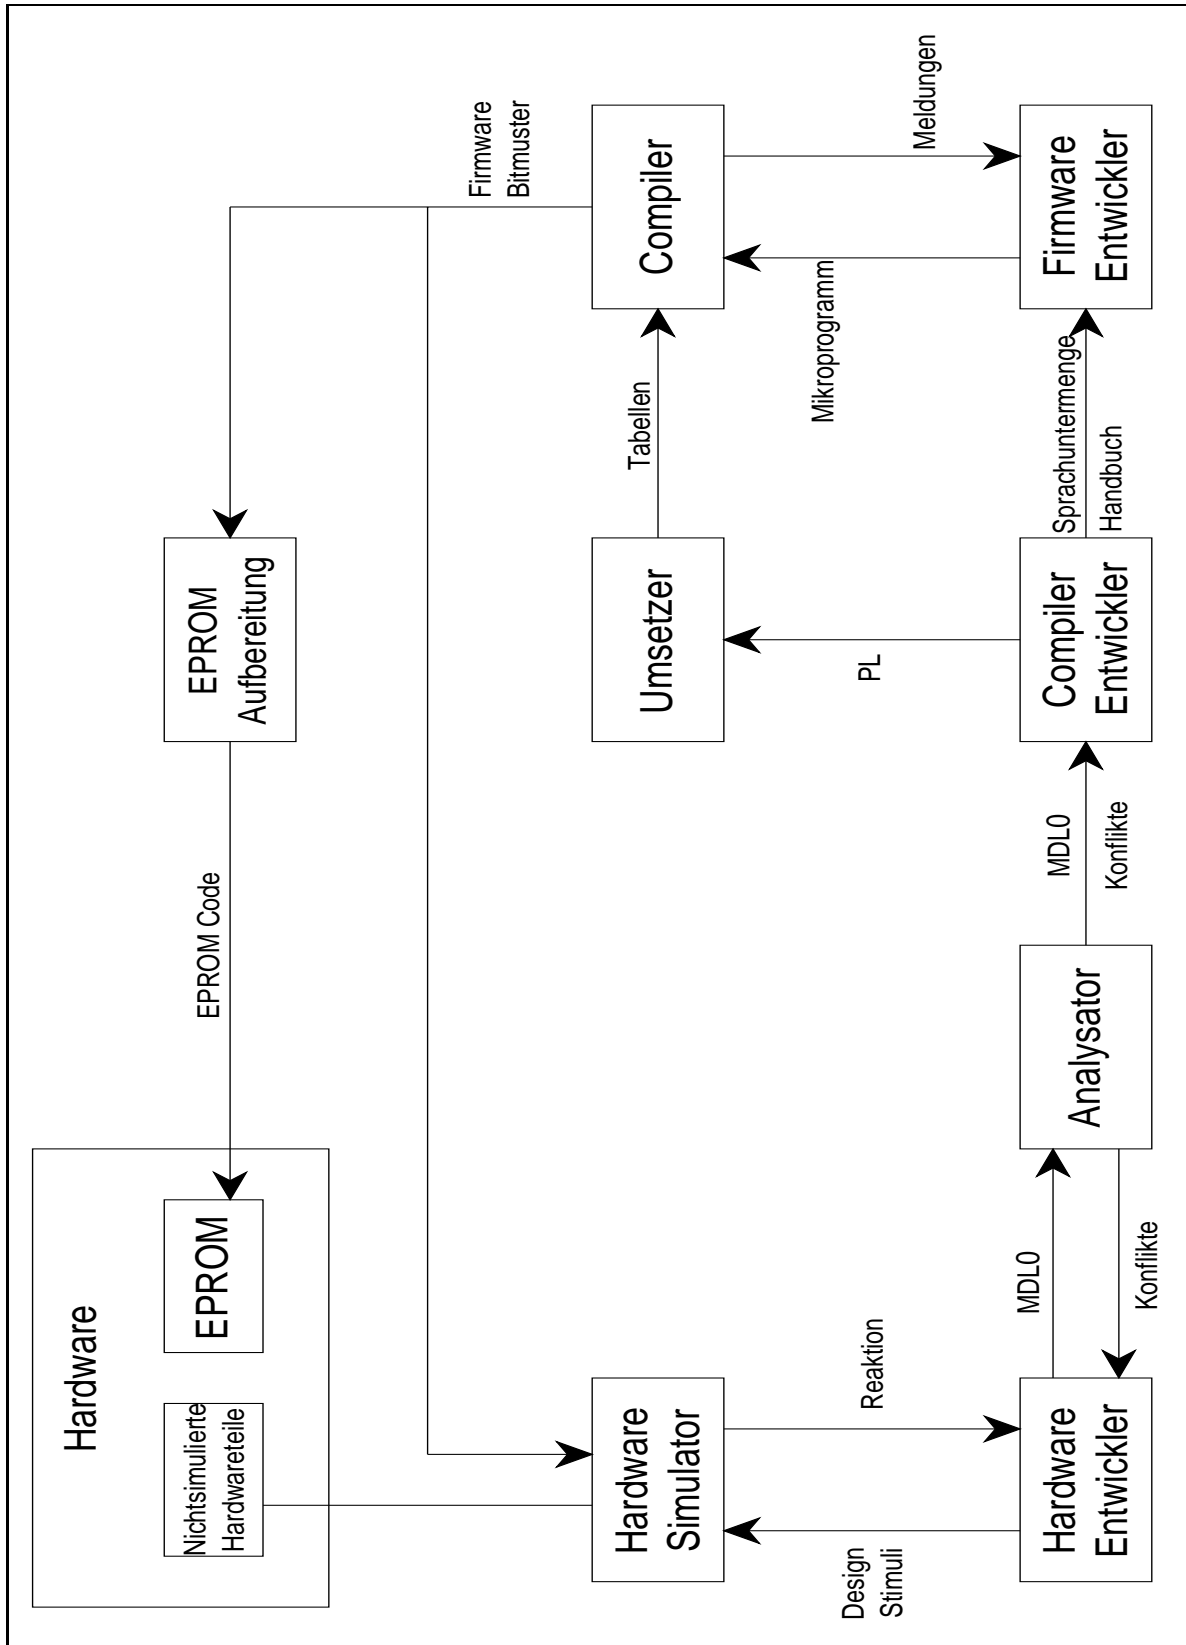 Hardware
Nichtsimulierte
Hardwareteile
EPROM
EPROM Code
EPROM
Aufbereitung
Firmware
Bitmuster
Hardware
Simulator
Umsetzer
Tabellen
Compiler
Design
Stimuli
Reaktion
PL
Mikroprogramm
Meldungen
Hardware
Entwickler
MDL0
Konflikte
Analysator
MDL0
Konflikte
Compiler
Entwickler
Sprachuntermenge
Handbuch
Firmware
Entwickler